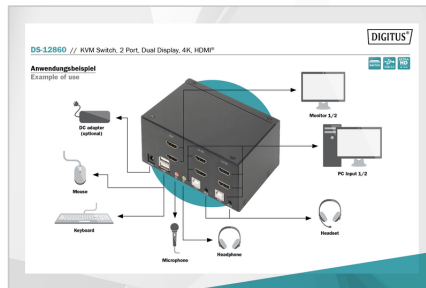 DIGITUS®
DS-12860 // KVM Switch, 2 Port, Dual Display, 4K, HDMI®
Anwendungsbeispiel
Example of use
DC adapter
(optional)
Monitor 1/2
PC Input 1/2
Mouse
Keyboard
Microphone
Headphone
Headset